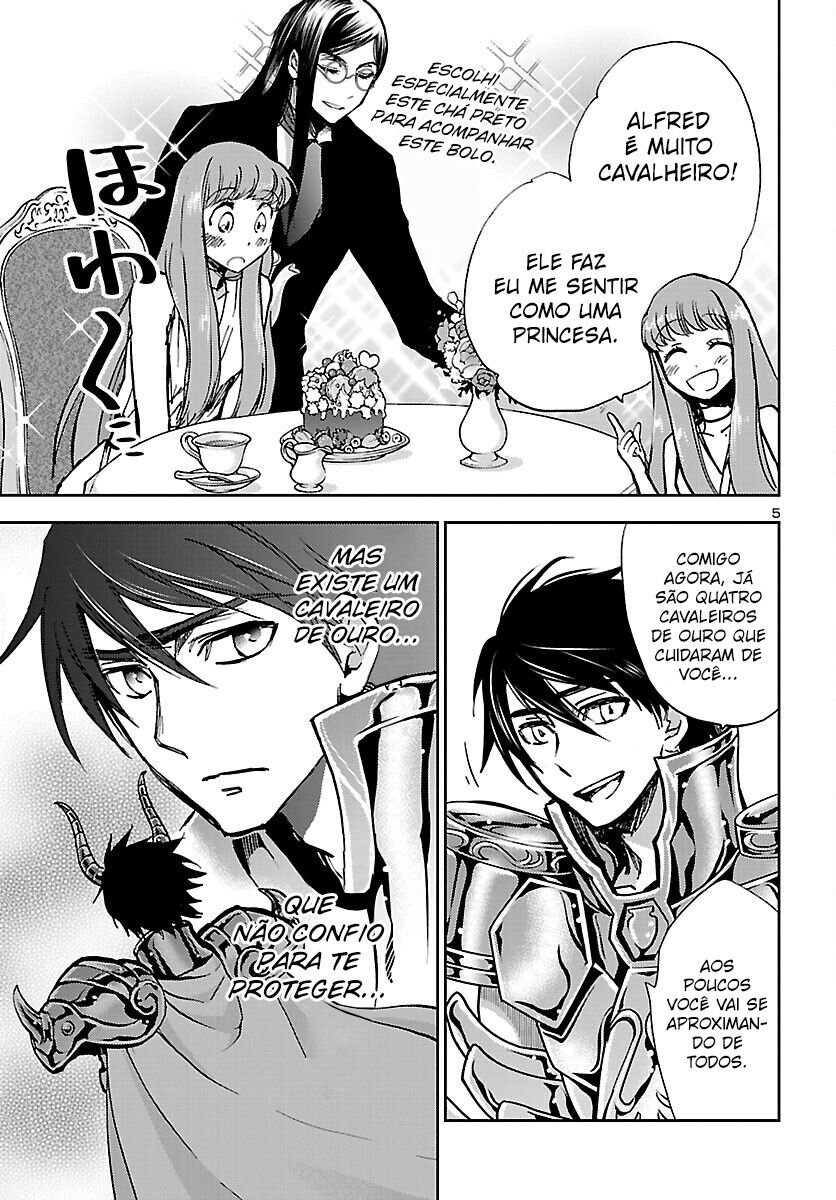 ALFRED
É MUITO
CAVALHEIRO!
ELE FAZ
EU ME SENTIR
COMO UMA
PRINCESA.
ESCOLHI
ESPECIALMENTE
ESTE CHÁ PRETO
PARA ACOMPANHAR
ESTE BOLO.
ほわ～く
5
COMIGO
AGORA, JÁ
SÃO QUATRO
CAVALEIROS
DE OURO QUE
CUIDARAM DE
VOCÊ...
AOS
POUCOS
VOCÊ VAI SE
APROXIMAN-
DO DE
TODOS.
MAS
EXISTE UM
CAVALEIRO
DE OURO...
QUE
NÃO CONFIO
PARA TE
PROTEGER...